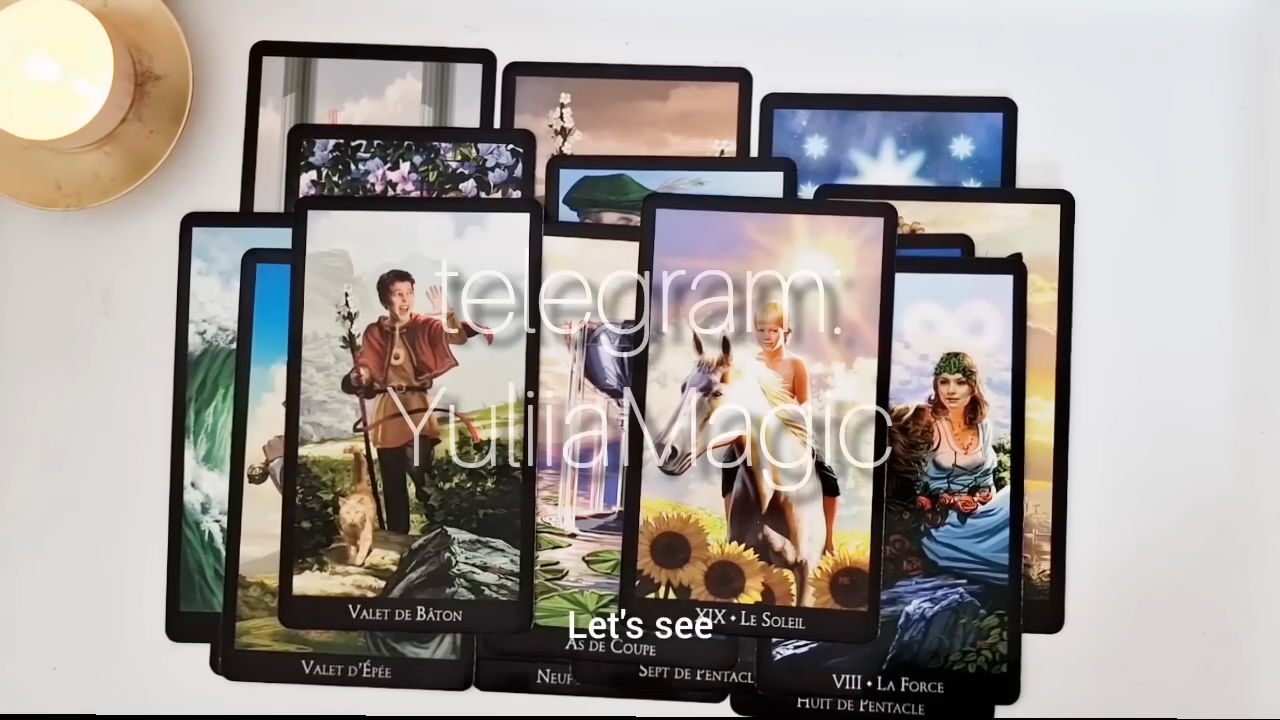 telegram:
YuliiaMagic
VALET DE BÂTON
XIX • LE SOLEIL
Let's see
AS DE COUPE
VALET D'ÉPÉE
SEPT DE PENTACL
VIII • LA FORCE
HUIT DE PENTACLE